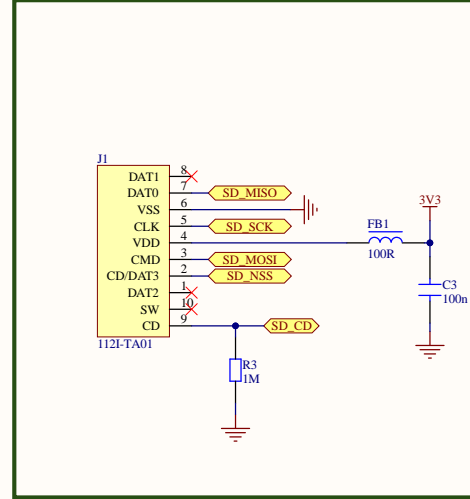 J1
DAT1 8
DAT0 7 SD_MISO
VSS 6
CLK 5 SD_SCK
VDD 4
CMD 3 SD_MOSI
CD/DAT3 2 SD_NSS
DAT2 1
SW 10
CD 9 SD_CD
112I-TA01
3V3
FB1
100R
C3
100n
R3
1M